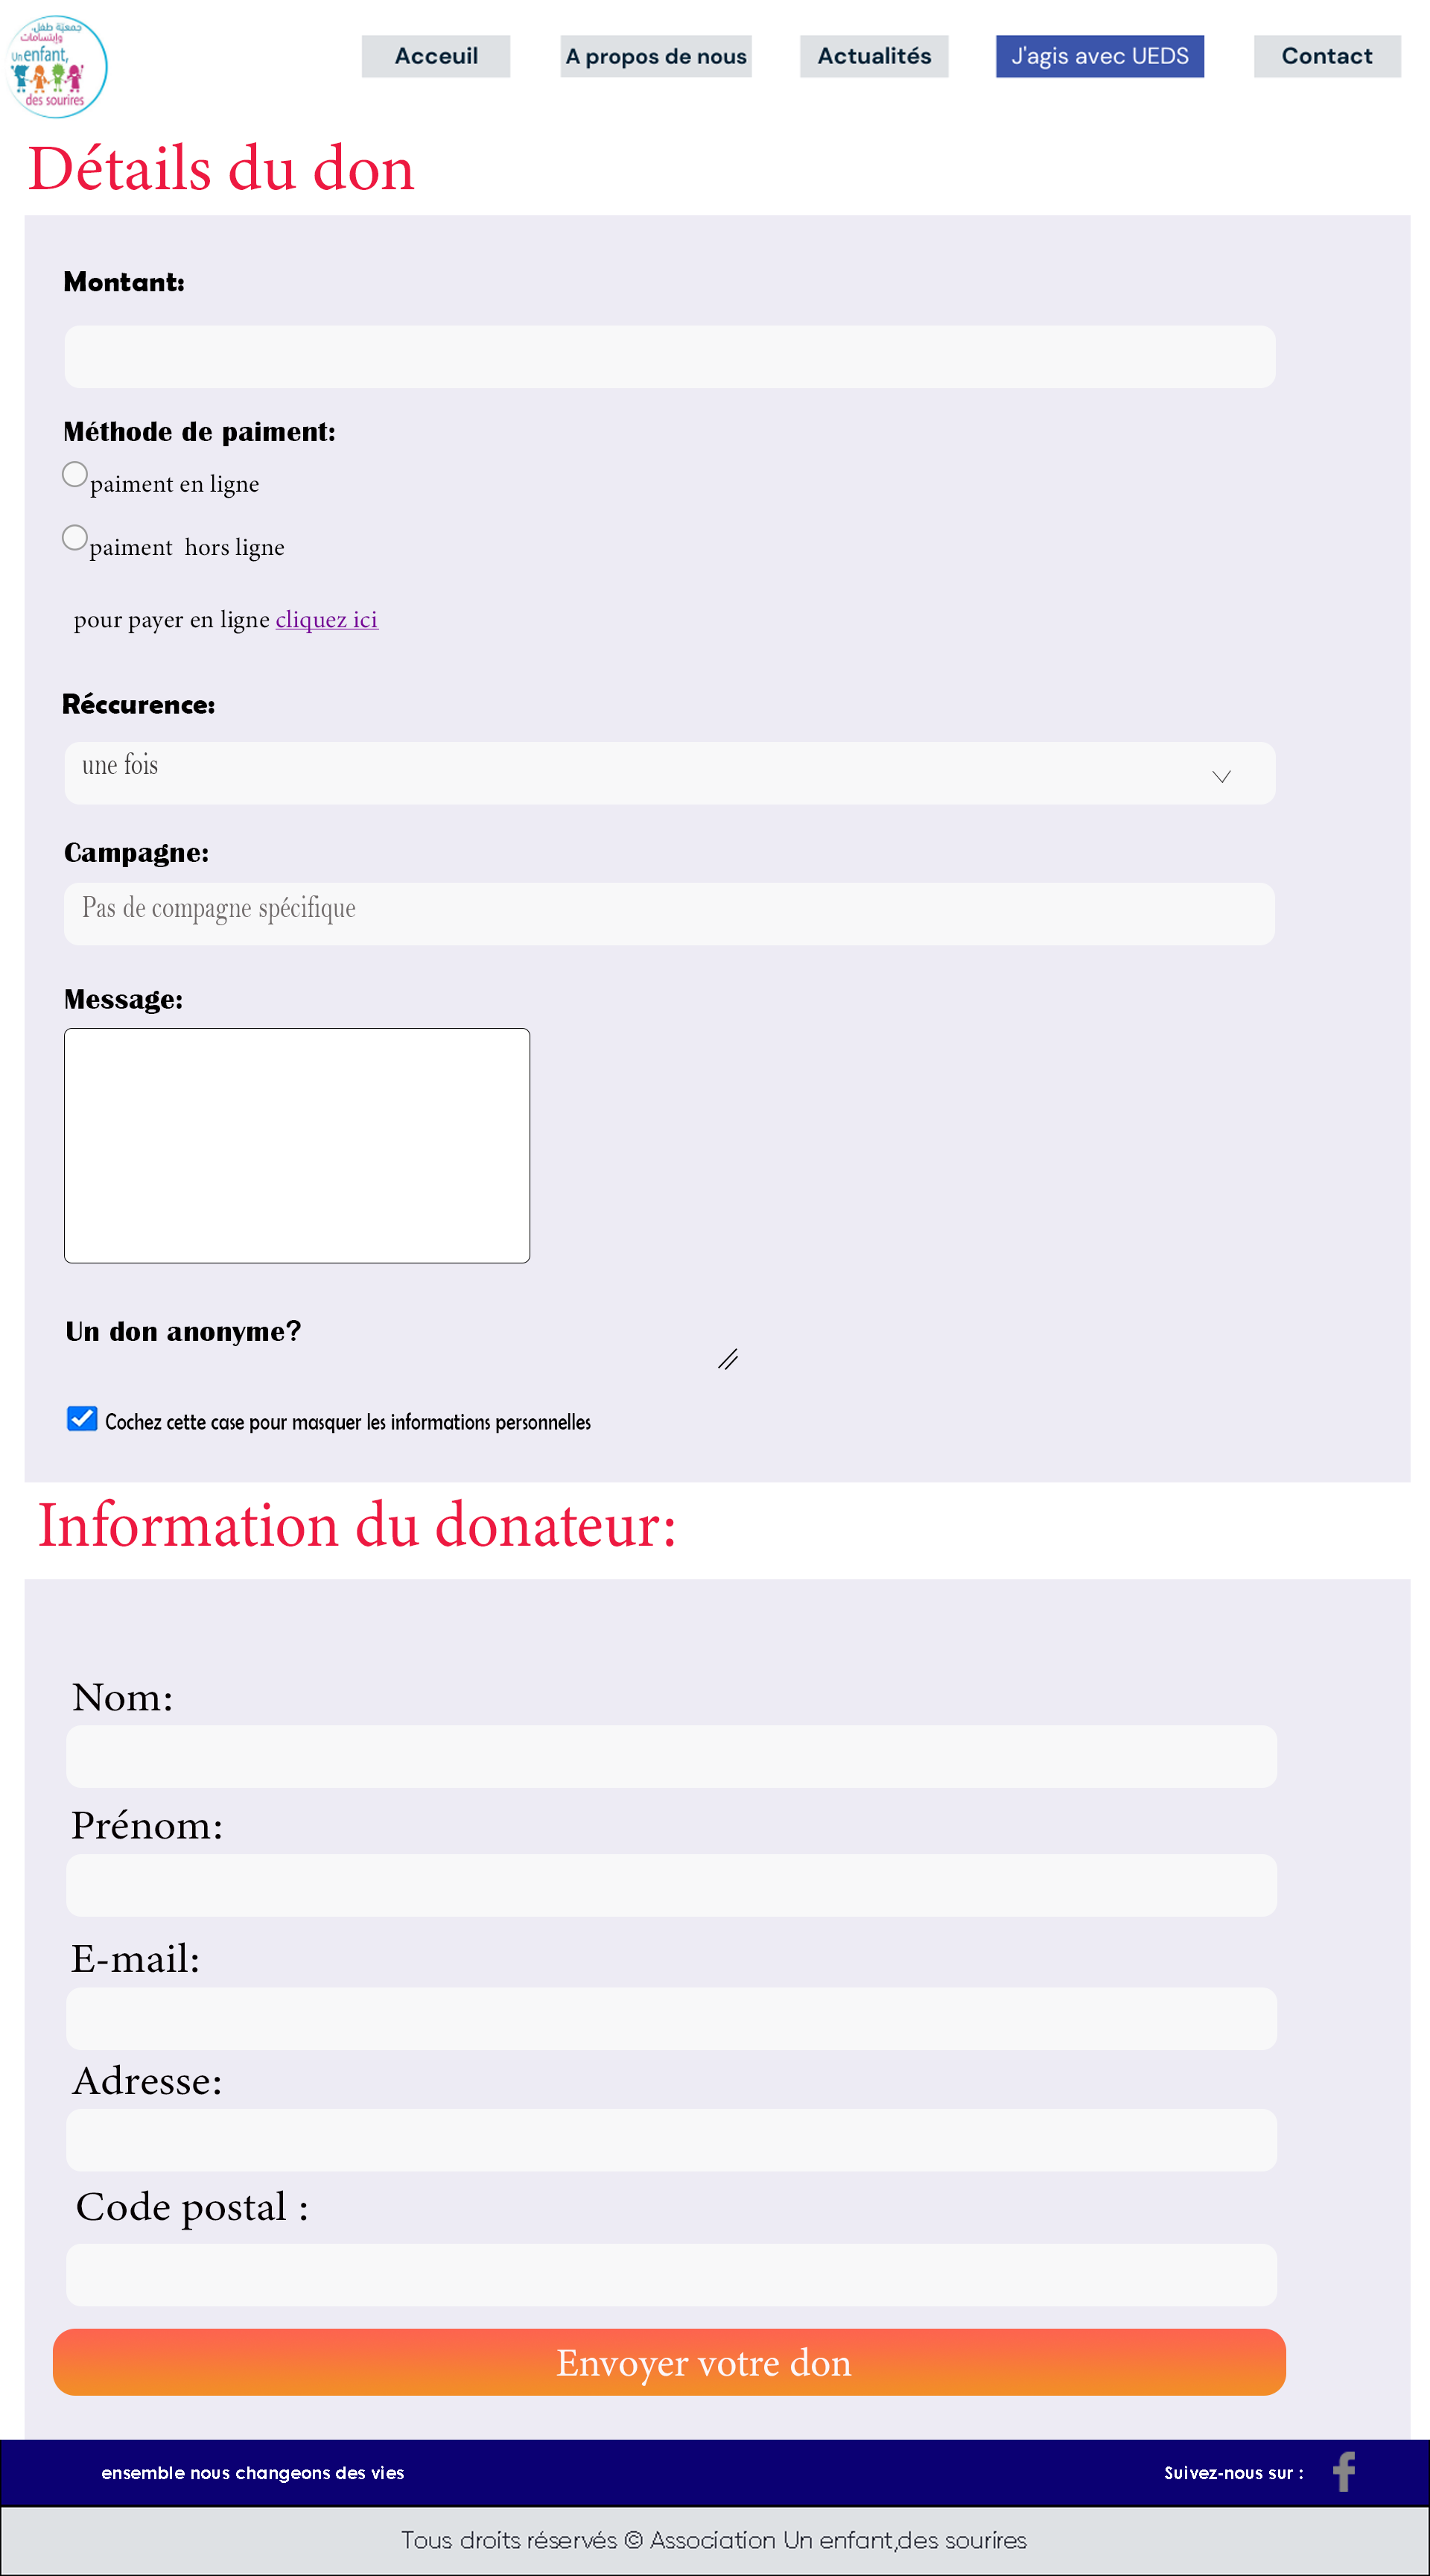 جمعيّة طفل،
وإبتسامات
un enfant,
des sourires
Acceuil
A propos de nous
Actualités
J'agis avec UEDS
Contact
Détails du don
Montant:
Méthode de paiment:
paiment en ligne
paiment hors ligne
pour payer en ligne cliquez ici
Réccurence:
une fois
Campagne:
Pas de compagne spécifique
Message:
Un don anonyme?
Cochez cette case pour masquer les informations personnelles
Information du donateur:
Nom:
Prénom:
E-mail:
Adresse:
Code postal :
Envoyer votre don
ensemble nous changeons des vies
Suivez-nous sur :
Tous droits réservés © Association Un enfant,des sourires